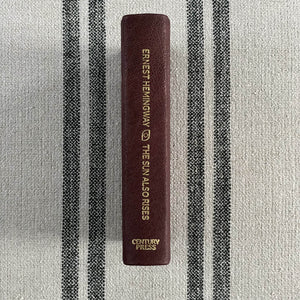 ERNEST HEMINGWAY THE SUN ALSO RISES
CENTURY
PRESS